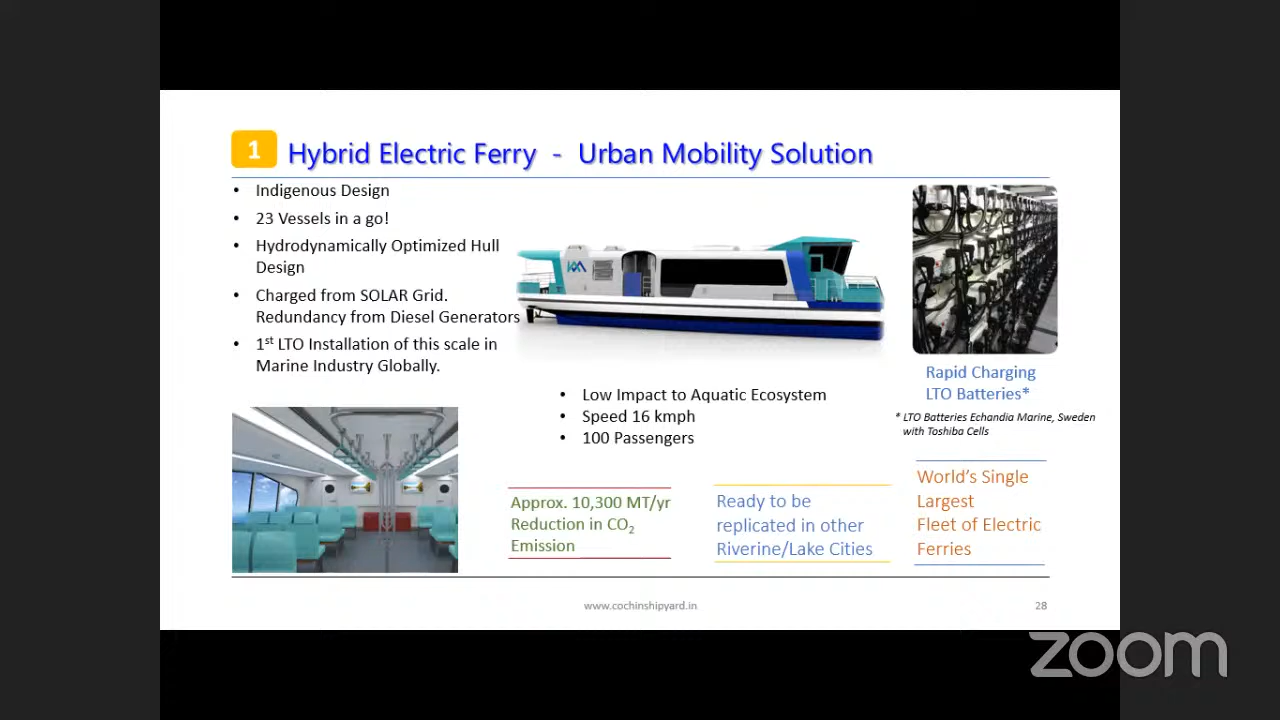 1
Hybrid Electric Ferry - Urban Mobility Solution
• Indigenous Design
• 23 Vessels in a go!
• Hydrodynamically Optimized Hull
Design
• Charged from SOLAR Grid.
Redundancy from Diesel Generators
• 1st LTO Installation of this scale in
Marine Industry Globally.
• Low Impact to Aquatic Ecosystem
• Speed 16 kmph
• 100 Passengers
Rapid Charging
LTO Batteries*
* LTO Batteries Echandia Marine, Sweden
with Toshiba Cells
Approx. 10,300 MT/yr
Reduction in CO2
Emission
Ready to be
replicated in other
Riverine/Lake Cities
World's Single
Largest
Fleet of Electric
Ferries
www.cochinshipyard.in
28
zoom